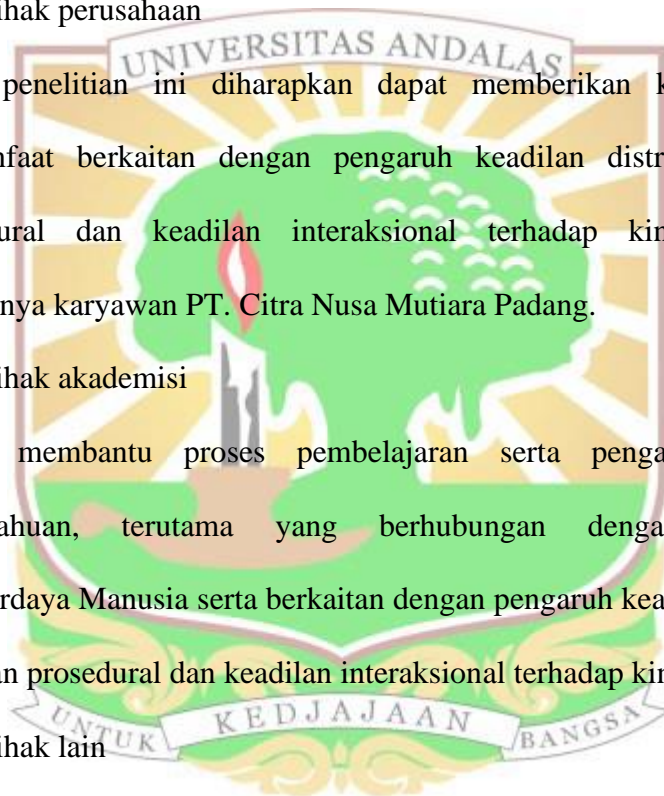 ihak perusahaan
UNIVERSITAS ANDALAS
penelitian ini diharapkan dapat memberikan k
nfaat berkaitan dengan pengaruh keadilan distr
ural dan keadilan interaksional terhadap kin
nya karyawan PT. Citra Nusa Mutiara Padang.
ihak akademisi
membantu proses pembelajaran serta penga
ahuan, terutama yang berhubungan denga
rdaya Manusia serta berkaitan dengan pengaruh kea
an prosedural dan keadilan interaksional terhadap kin
UNTUK KEDJAJAAN BANGSA
ihak lain